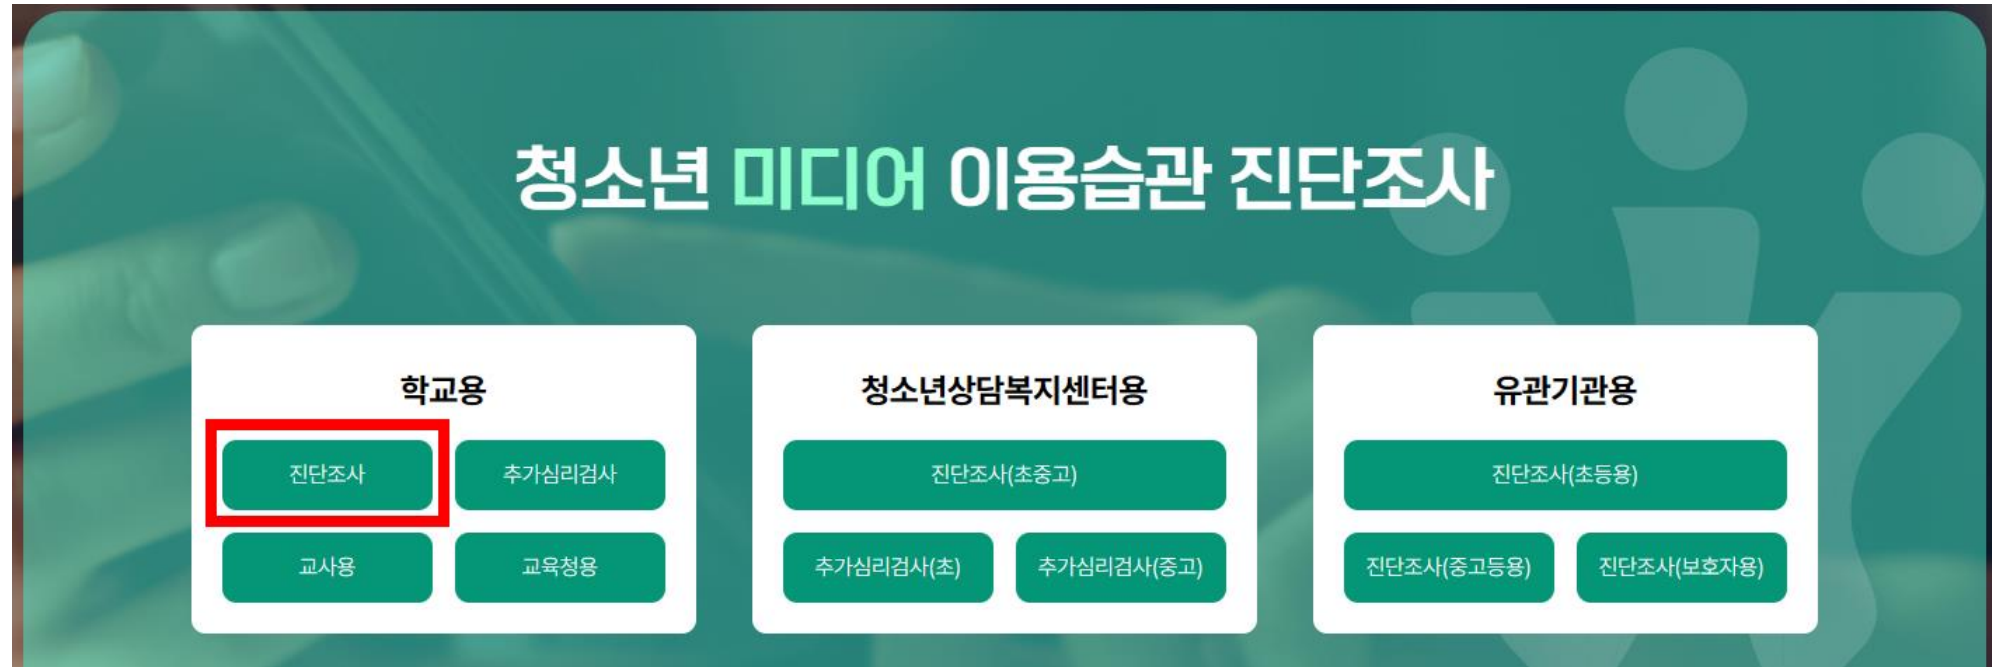 청소년 미디어 이용습관 진단조사
학교용
진단조사 추가심리검사
교사용 교육청용
청소년상담복지센터용
진단조사(초중고)
추가심리검사(초) 추가심리검사(중고)
유관기관용
진단조사(초등용)
진단조사(중고등용) 진단조사(보호자용)